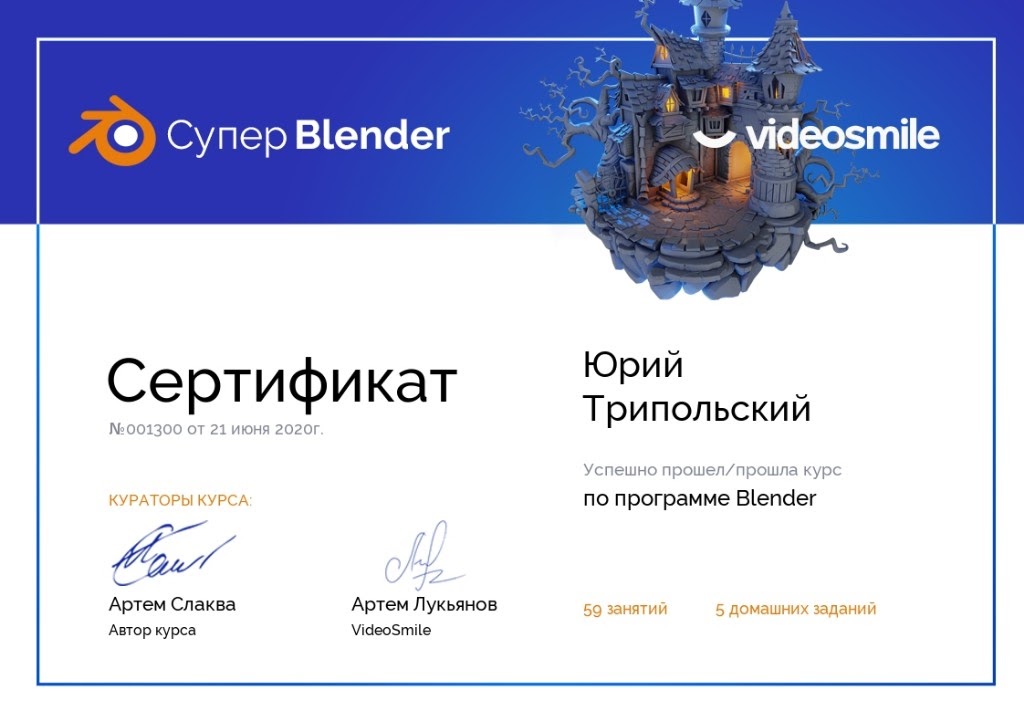 Супер Blender
videosmile
Сертификат
№001300 от 21 июня 2020г.
Юрий
Трипольский
Успешно прошел/прошла курс
по программе Blender
КУРАТОРЫ КУРСА:
Артем Слаква
Автор курса
Артем Лукьянов
VideoSmile
59 занятий
5 домашних заданий